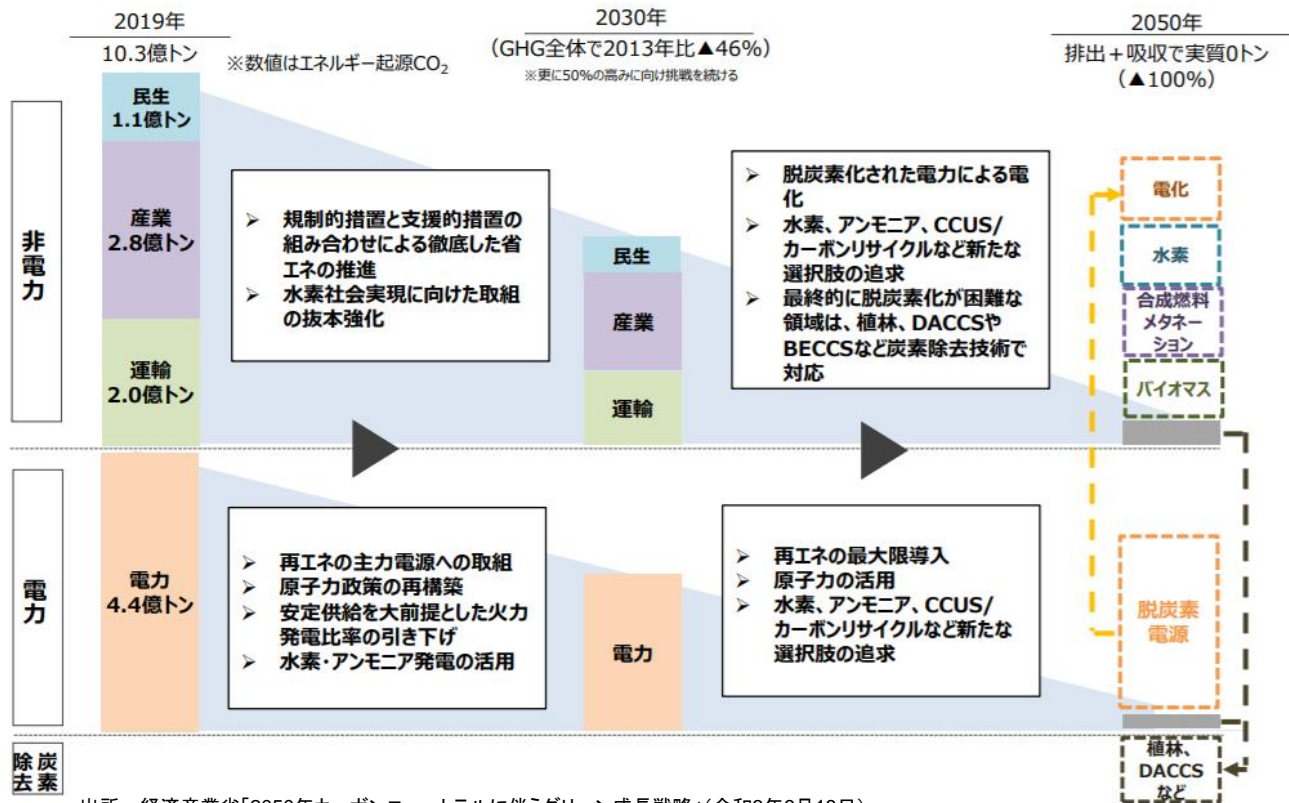 2019年
10.3億トン
※数値はエネルギー起源CO₂
2030年
(GHG全体で2013年比▲46%)
※更に50%の高みに向け挑戦を続ける
2050年
排出+吸収で実質0トン
(▲100%)
非電力
民生
1.1億トン
産業
2.8億トン
運輸
2.0億トン
➢ 規制的措置と支援的措置の
組み合わせによる徹底した省
エネの推進
➢ 水素社会実現に向けた取組
の抜本強化
民生
産業
運輸
➢ 脱炭素化された電力による電
化
➢ 水素、アンモニア、CCUS/
カーボンリサイクルなど新たな
選択肢の追求
➢ 最終的に脱炭素化が困難な
領域は、植林、DACCSや
BECCSなど炭素除去技術で
対応
電化
水素
合成燃料
メタネー
ション
バイオマス
電力
電力
4.4億トン
➢ 再エネの主力電源への取組
➢ 原子力政策の再構築
➢ 安定供給を大前提とした火力
発電比率の引き下げ
➢ 水素・アンモニア発電の活用
電力
➢ 再エネの最大限導入
➢ 原子力の活用
➢ 水素、アンモニア、CCUS/
カーボンリサイクルなど新たな
選択肢の追求
脱炭素
電源
炭素除去
植林、
DACCS
など